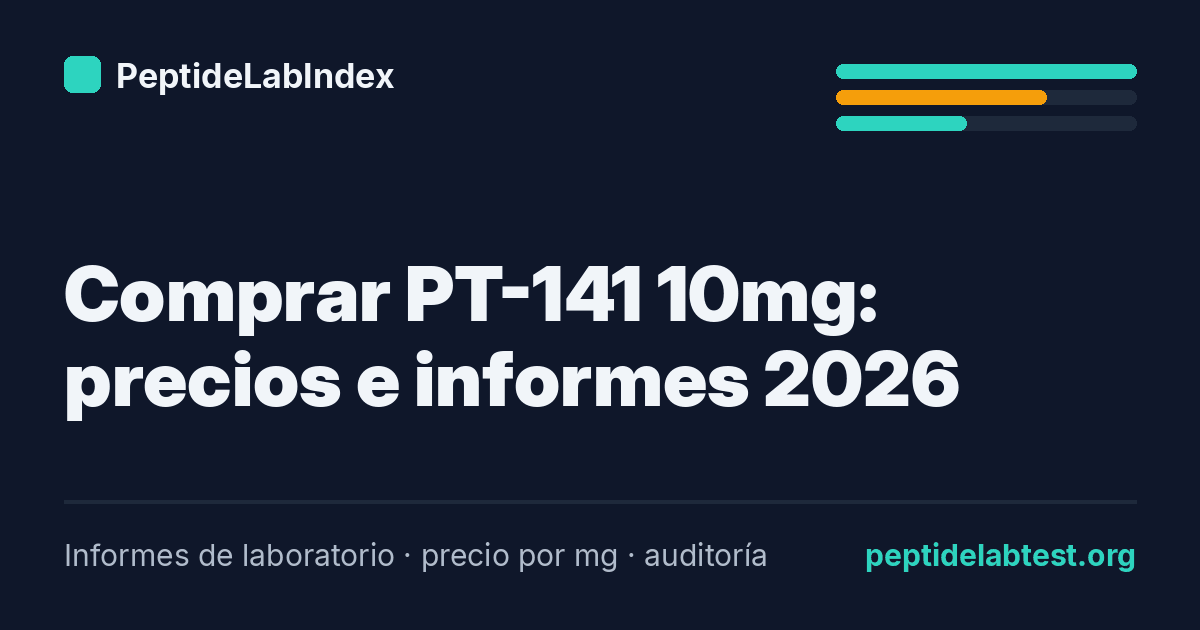 PeptideLabIndex
Comprar PT-141 10mg:
precios e informes 2026
Informes de laboratorio · precio por mg · auditoría
peptidelabtest.org